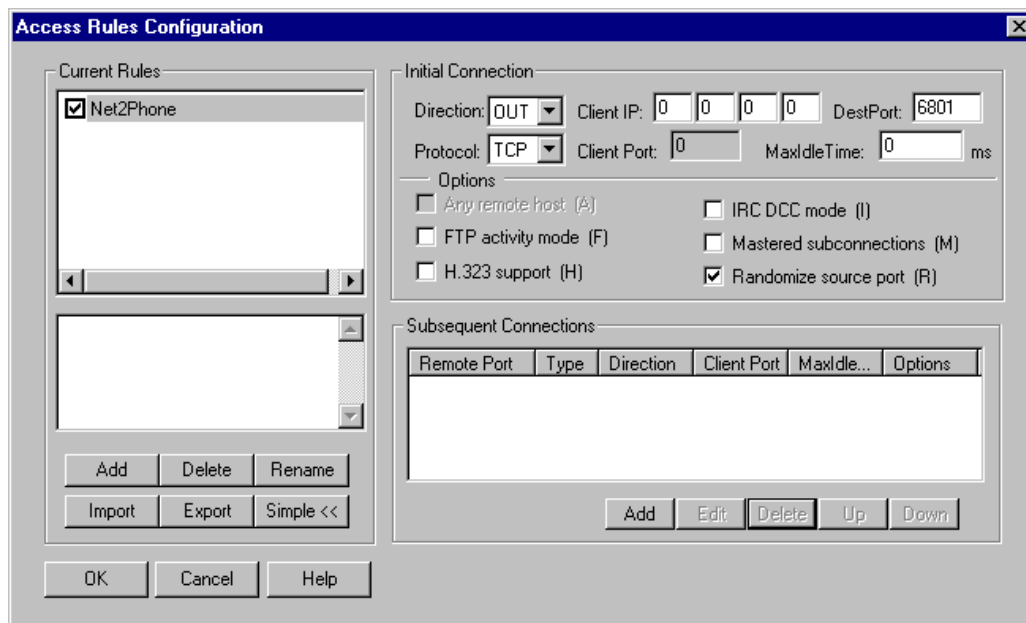 Access Rules Configuration
Current Rules
Net2Phone
Add Delete Rename
Import Export Simple <<
OK Cancel Help
Initial Connection
Direction: OUT Client IP: 0 0 0 0 DestPort: 6801
Protocol: TCP Client Port: 0 MaxIdleTime: 0 ms
Options
Any remote host (A)
FTP activity mode (F)
H.323 support (H)
IRC DCC mode (I)
Mastered subconnections (M)
Randomize source port (R)
Subsequent Connections
Remote Port Type Direction Client Port MaxIdle... Options
Add Edit Delete Up Down